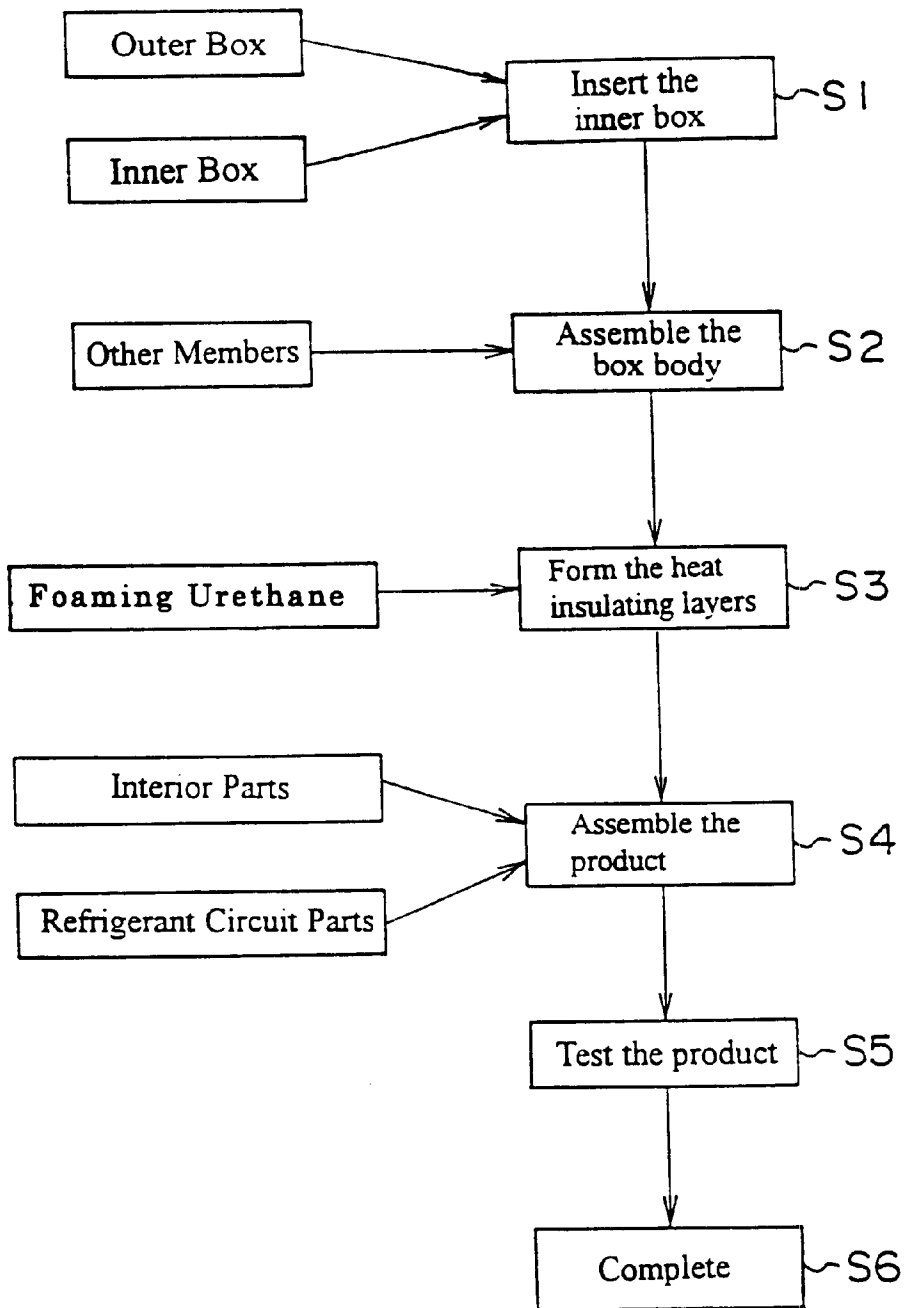 Outer Box
Insert the
inner box
S1
Inner Box
Other Members
Assemble the
box body
S2
Foaming Urethane
Form the heat
insulating layers
S3
Interior Parts
Assemble the
product
S4
Refrigerant Circuit Parts
Test the product
S5
Complete
S6